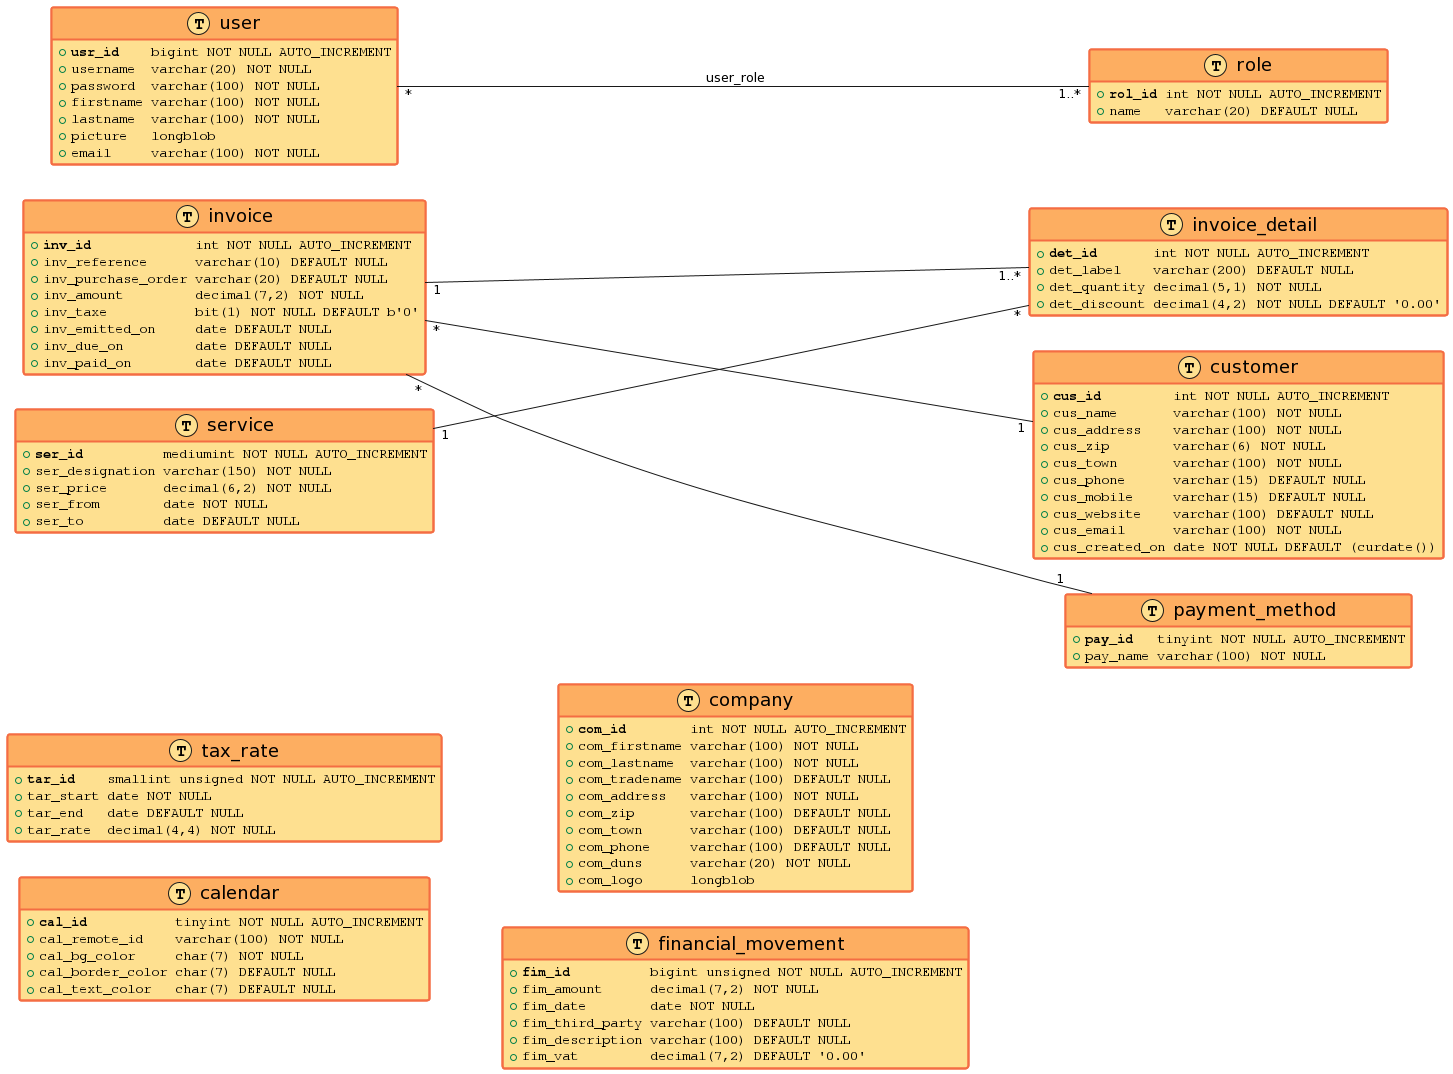 T user
usr_id bigint NOT NULL AUTO_INCREMENT
username varchar(20) NOT NULL
password varchar(100) NOT NULL
firstname varchar(100) NOT NULL
lastname varchar(100) NOT NULL
picture longblob
email varchar(100) NOT NULL
user_role
* 1..*
T role
rol_id int NOT NULL AUTO_INCREMENT
name varchar(20) DEFAULT NULL
T invoice
inv_id int NOT NULL AUTO_INCREMENT
inv_reference varchar(10) DEFAULT NULL
inv_purchase_order varchar(20) DEFAULT NULL
inv_amount decimal(7,2) NOT NULL
inv_taxe bit(1) NOT NULL DEFAULT b'0'
inv_emitted_on date DEFAULT NULL
inv_due_on date DEFAULT NULL
inv_paid_on date DEFAULT NULL
1 1..*
* 1
* 1
T invoice_detail
det_id int NOT NULL AUTO_INCREMENT
det_label varchar(200) DEFAULT NULL
det_quantity decimal(5,1) NOT NULL
det_discount decimal(4,2) NOT NULL DEFAULT '0.00'
T service
ser_id mediumint NOT NULL AUTO_INCREMENT
ser_designation varchar(150) NOT NULL
ser_price decimal(6,2) NOT NULL
ser_from date NOT NULL
ser_to date DEFAULT NULL
1 *
T customer
cus_id int NOT NULL AUTO_INCREMENT
cus_name varchar(100) NOT NULL
cus_address varchar(100) NOT NULL
cus_zip varchar(6) NOT NULL
cus_town varchar(100) NOT NULL
cus_phone varchar(15) DEFAULT NULL
cus_mobile varchar(15) DEFAULT NULL
cus_website varchar(100) DEFAULT NULL
cus_email varchar(100) NOT NULL
cus_created_on date NOT NULL DEFAULT (curdate())
T payment_method
pay_id tinyint NOT NULL AUTO_INCREMENT
pay_name varchar(100) NOT NULL
T company
com_id int NOT NULL AUTO_INCREMENT
com_firstname varchar(100) NOT NULL
com_lastname varchar(100) NOT NULL
com_tradename varchar(100) DEFAULT NULL
com_address varchar(100) NOT NULL
com_zip varchar(100) DEFAULT NULL
com_town varchar(100) DEFAULT NULL
com_phone varchar(100) DEFAULT NULL
com_duns varchar(20) NOT NULL
com_logo longblob
T tax_rate
tar_id smallint unsigned NOT NULL AUTO_INCREMENT
tar_start date NOT NULL
tar_end date DEFAULT NULL
tar_rate decimal(4,4) NOT NULL
T calendar
cal_id tinyint NOT NULL AUTO_INCREMENT
cal_remote_id varchar(100) NOT NULL
cal_bg_color char(7) NOT NULL
cal_border_color char(7) DEFAULT NULL
cal_text_color char(7) DEFAULT NULL
T financial_movement
fim_id bigint unsigned NOT NULL AUTO_INCREMENT
fim_amount decimal(7,2) NOT NULL
fim_date date NOT NULL
fim_third_party varchar(100) DEFAULT NULL
fim_description varchar(100) DEFAULT NULL
fim_vat decimal(7,2) DEFAULT '0.00'